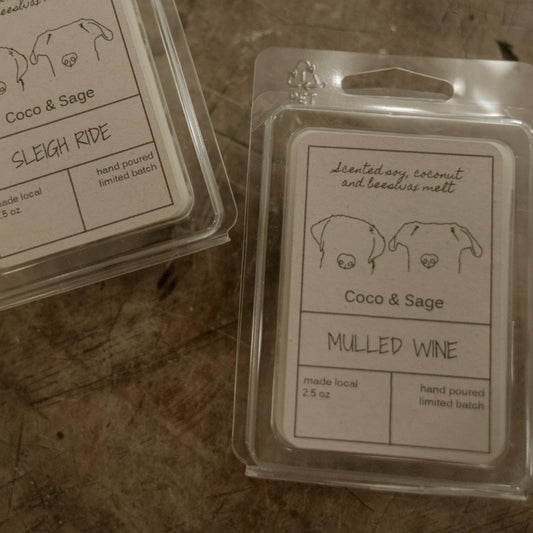 beeswax
Coco & Sage
SLEIGH RIDE
made local
2.5 oz.
hand poured
limited batch
Scented soy, coconut
and beeswax melt
Coco & Sage
MULLED WINE
made local
2.5 oz.
hand poured
limited batch